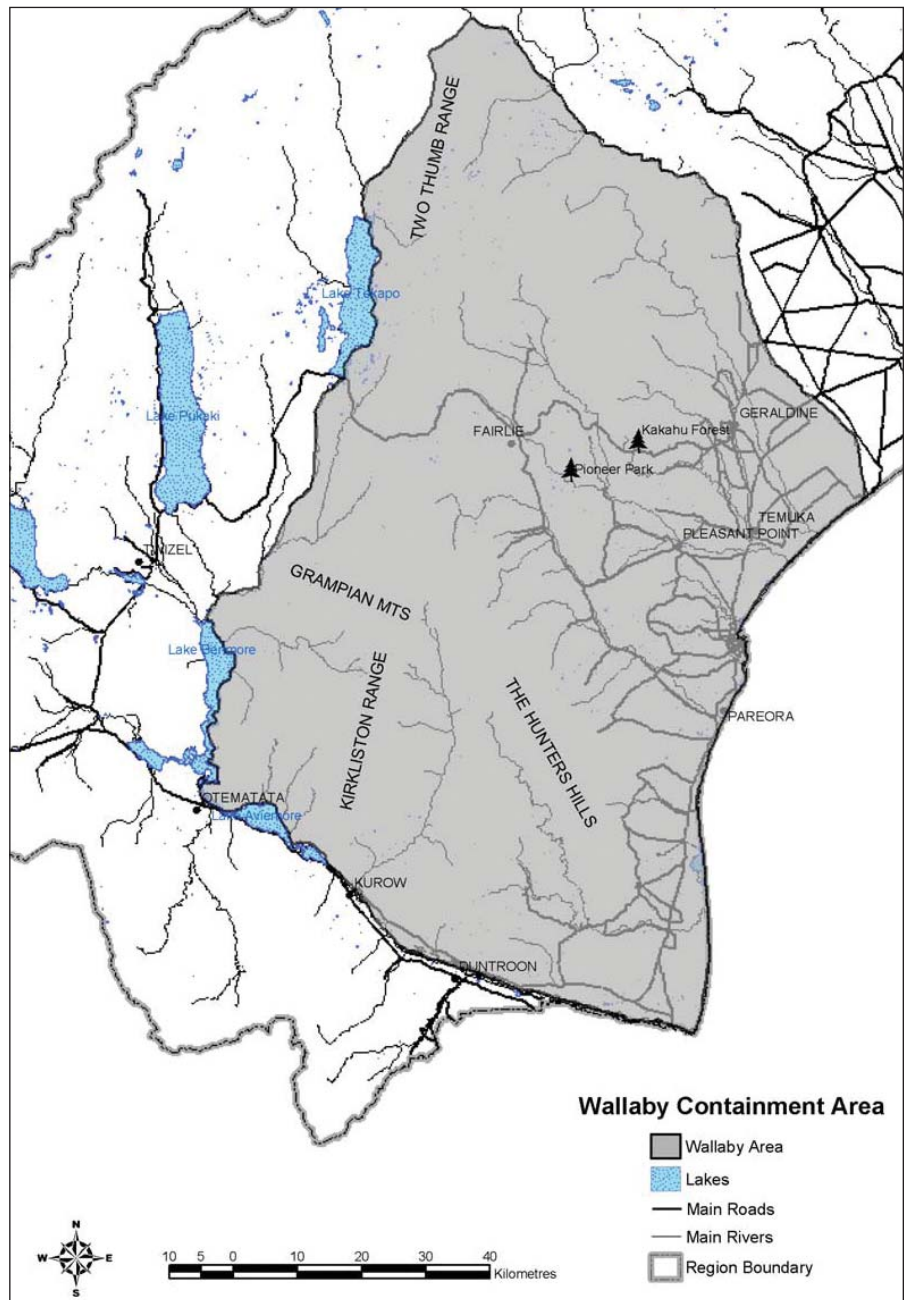 TWO THUMB RANGE
Lake Tekapo
Lake Pukaki
GERALDINE
Kakahu Forest
FAIRLIE
Pioneer Park
TEMUKA
PLEASANT POINT
TWIZEL
GRAMPIAN MTS
Lake Benmore
KIRKLISTON RANGE
THE HUNTERS HILLS
PAREORA
OTEMATATA
Lake Aviemore
KUROW
DUNTROON
Wallaby Containment Area
Wallaby Area
Lakes
Main Roads
Main Rivers
Region Boundary
N
W E
S
10 5 0 10 20 30 40
Kilometres